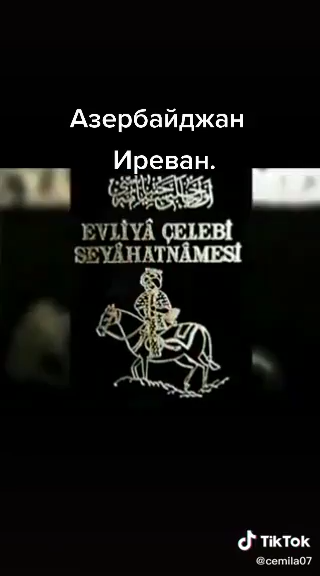 Азербайджан
Иреван.
EVLİYÂ ÇELEBİ
SEYÂHATNÂMESİ
TikTok
@cemila07